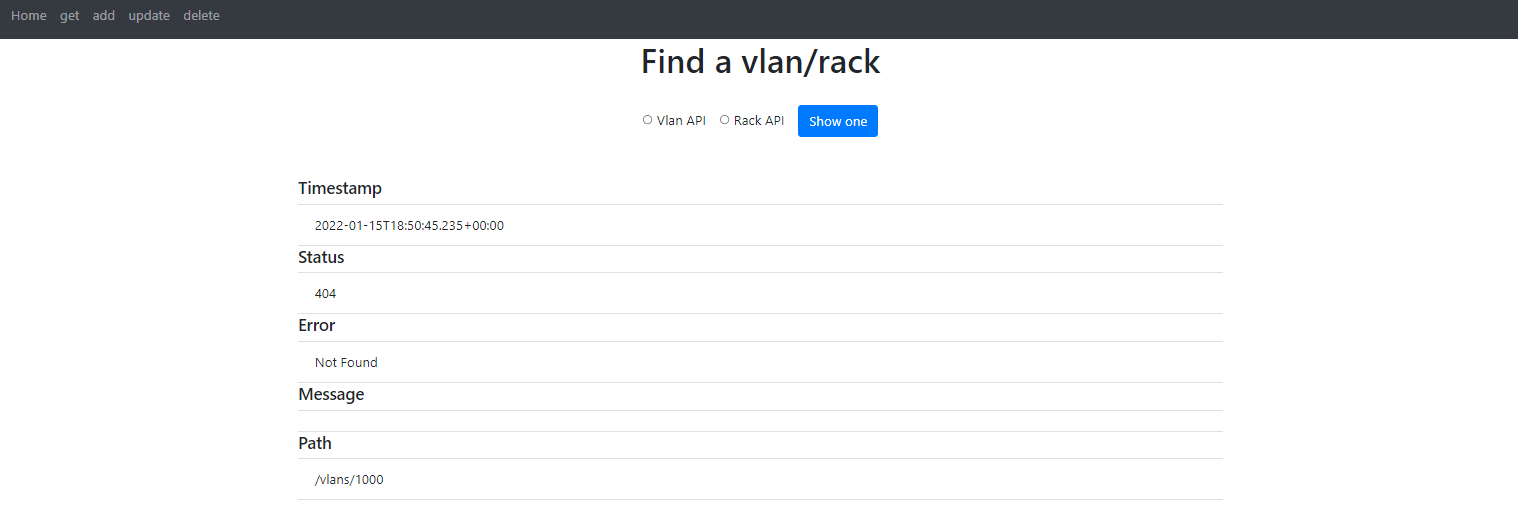 Home get add update delete
Find a vlan/rack
Vlan API Rack API Show one
Timestamp
2022-01-15T18:50:45.235+00:00
Status
404
Error
Not Found
Message
Path
/vlans/1000